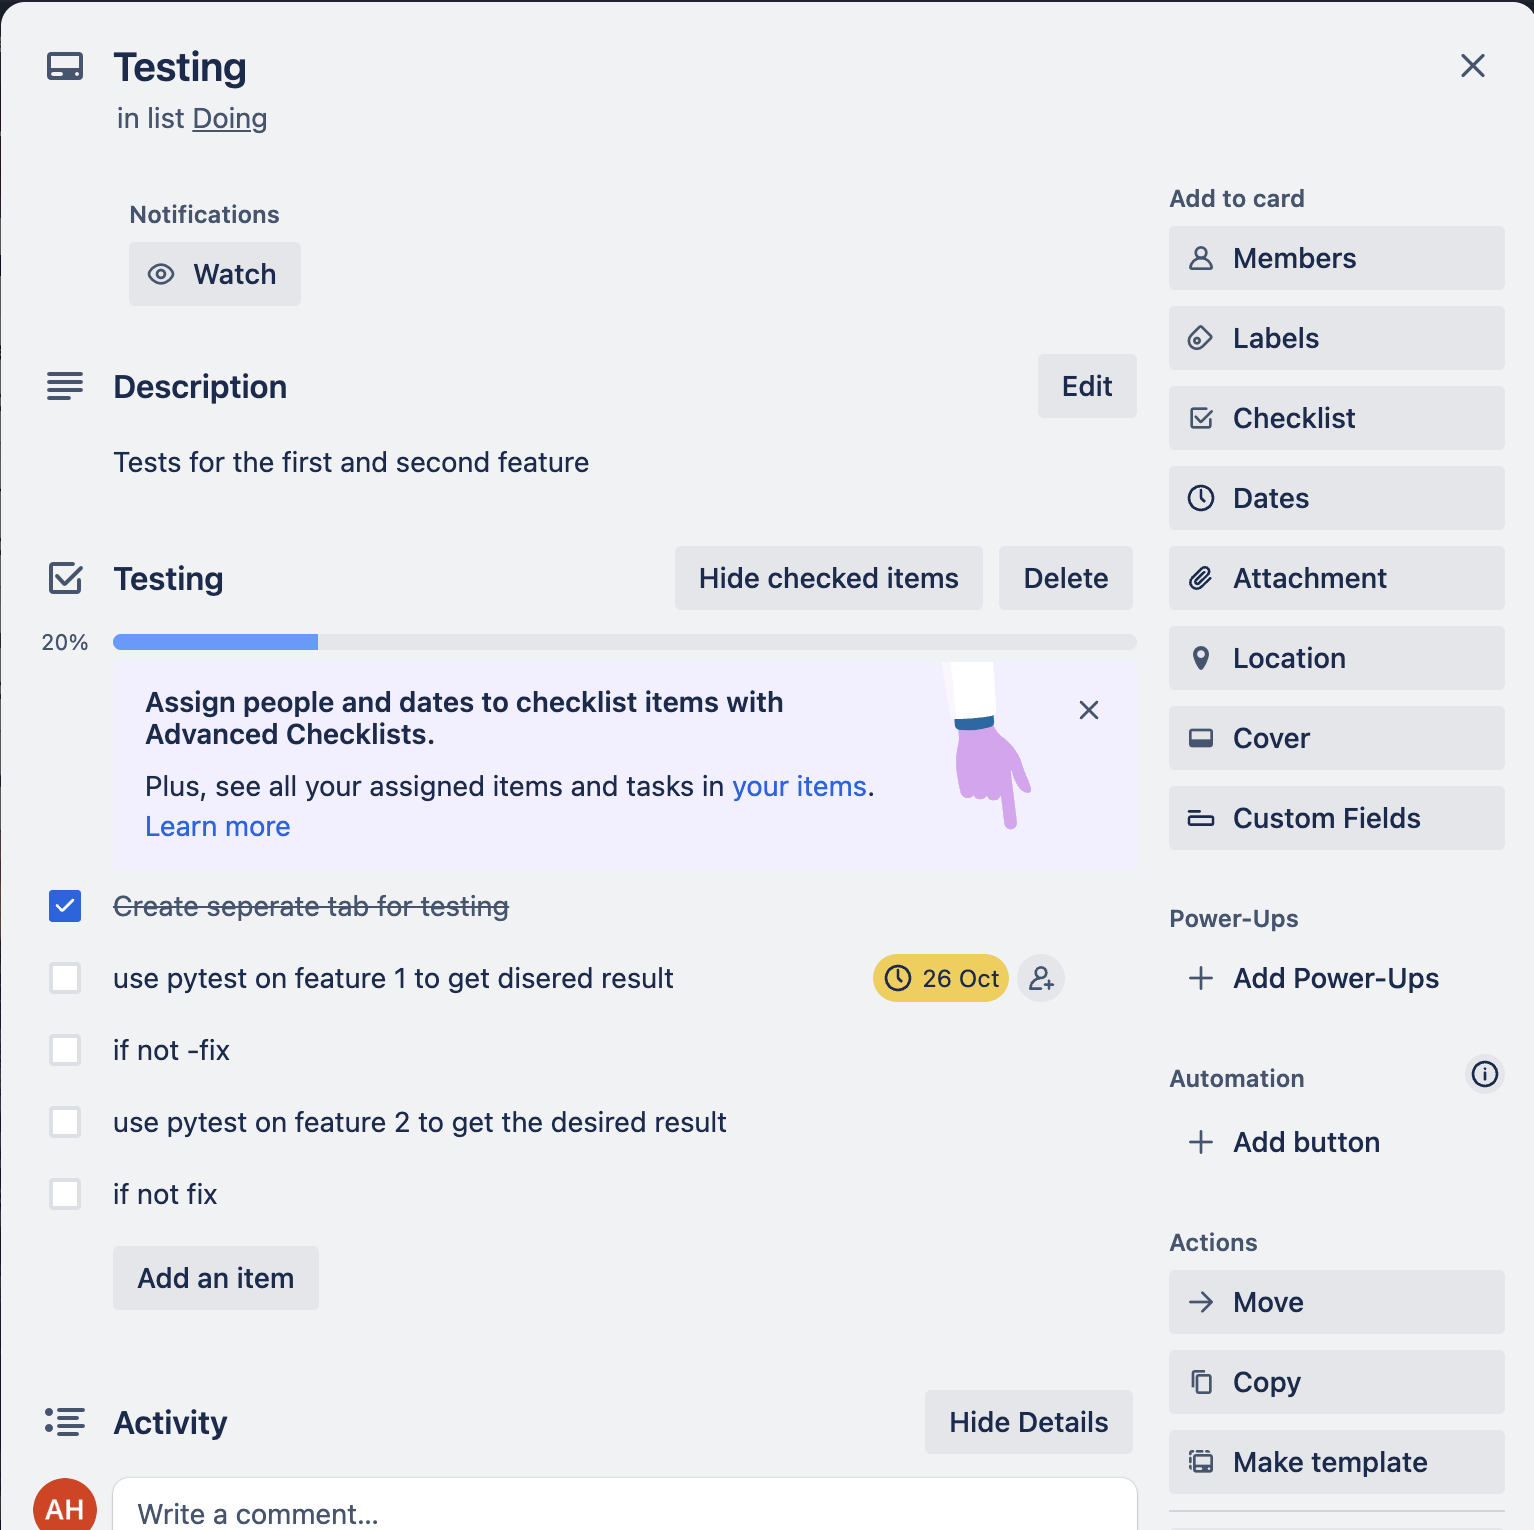 Testing
in list Doing
Notifications
Watch
Description
Edit
Tests for the first and second feature
Testing
Hide checked items
Delete
20%
Assign people and dates to checklist items with
Advanced Checklists.
Plus, see all your assigned items and tasks in your items.
Learn more
Create seperate tab for testing
use pytest on feature 1 to get disered result
26 Oct
if not -fix
use pytest on feature 2 to get the desired result
if not fix
Add an item
Activity
Hide Details
AH
Write a comment...
Add to card
Members
Labels
Checklist
Dates
Attachment
Location
Cover
Custom Fields
Power-Ups
Add Power-Ups
Automation
Add button
Actions
Move
Copy
Make template